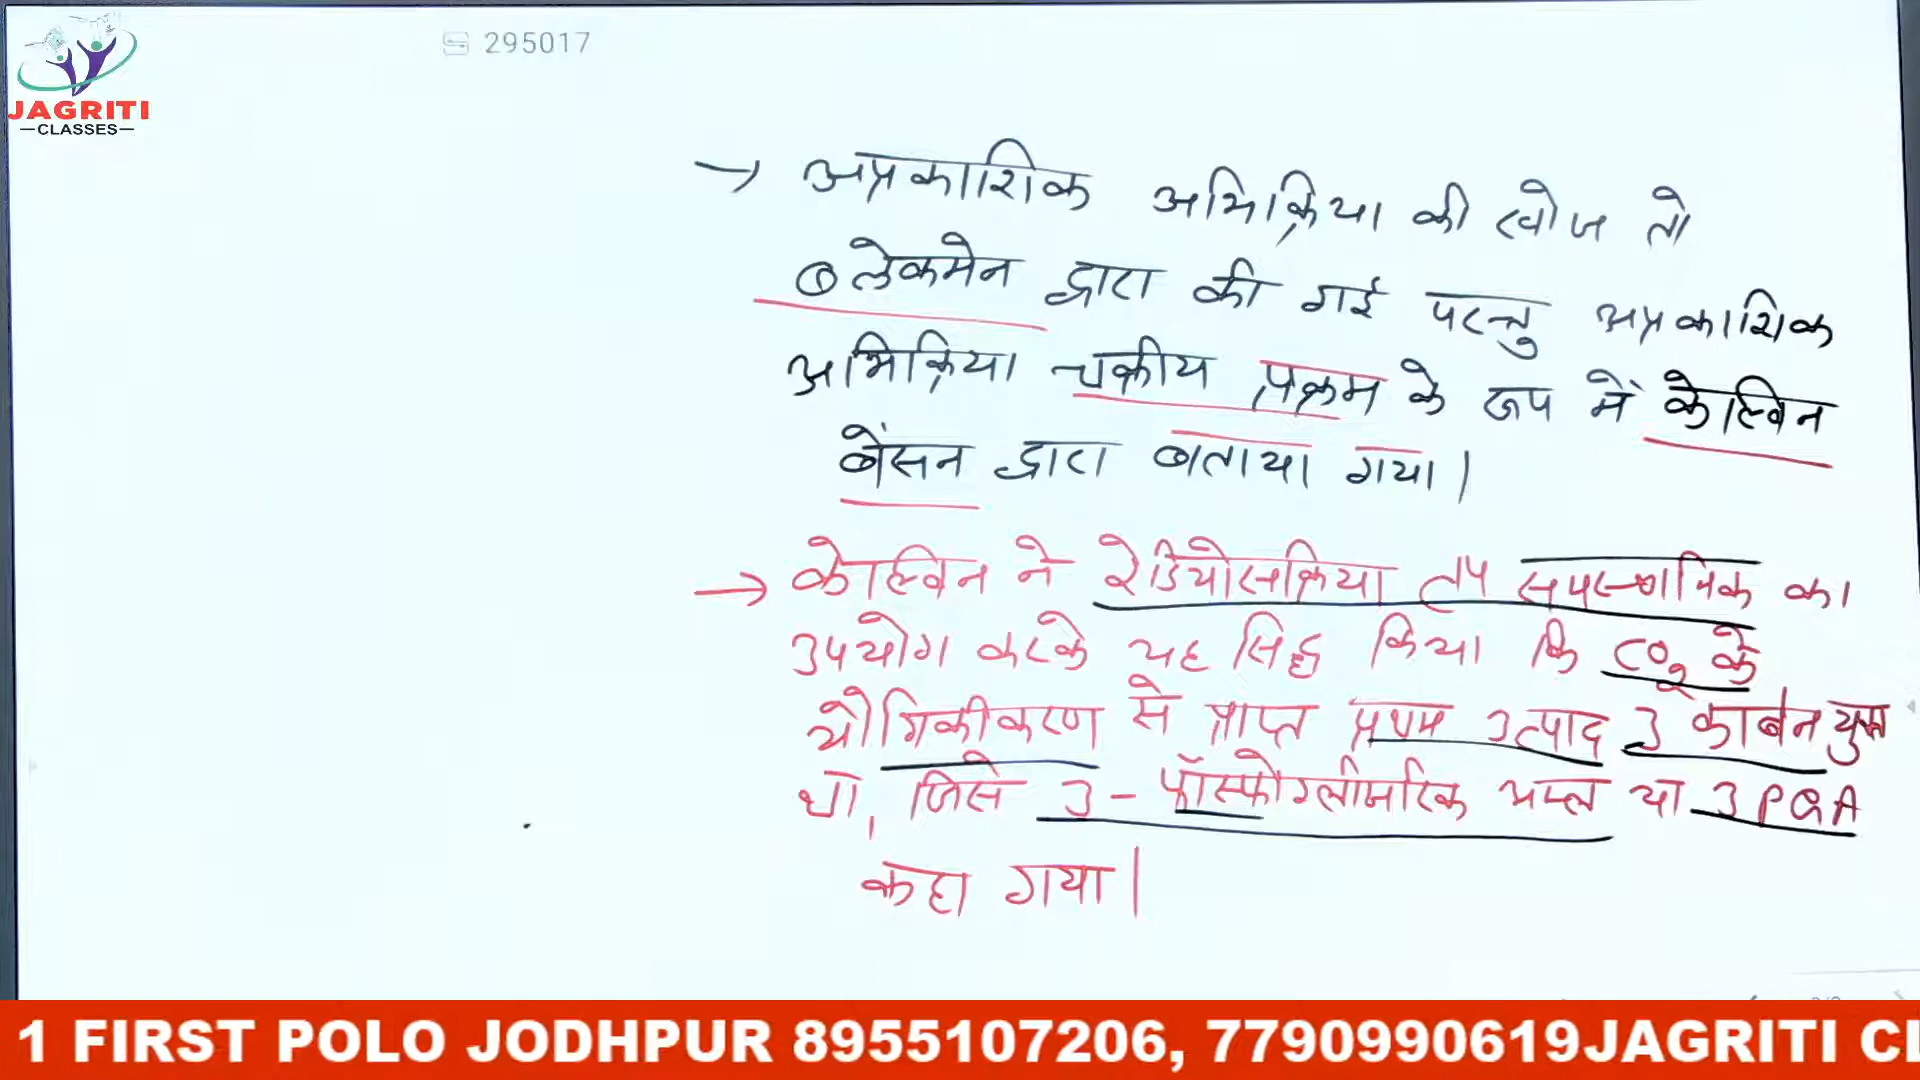 JAGRITI
CLASSES
295017
→ अप्रकाशिक अभिक्रिया की खोज तो
ब्लेकमेन द्वारा की गई परन्तु अप्रकाशिक
अभिक्रिया चक्रीय प्रक्रम के रूप में केल्विन
बेंसन द्वारा बताया गया।
→ केल्विन ने रेडियोसक्रिया का
उपयोग करके यह सिद्ध किया कि CO₂ के
यौगिकीकरण से प्राप्त प्रथम उत्पाद 3 कार्बन युक्त
था, जिसे 3 - फॉस्फोग्लीसरिक अम्ल या 3PGA
कहा गया।
1 FIRST POLO JODHPUR 8955107206, 7790990619JAGRITI Cl